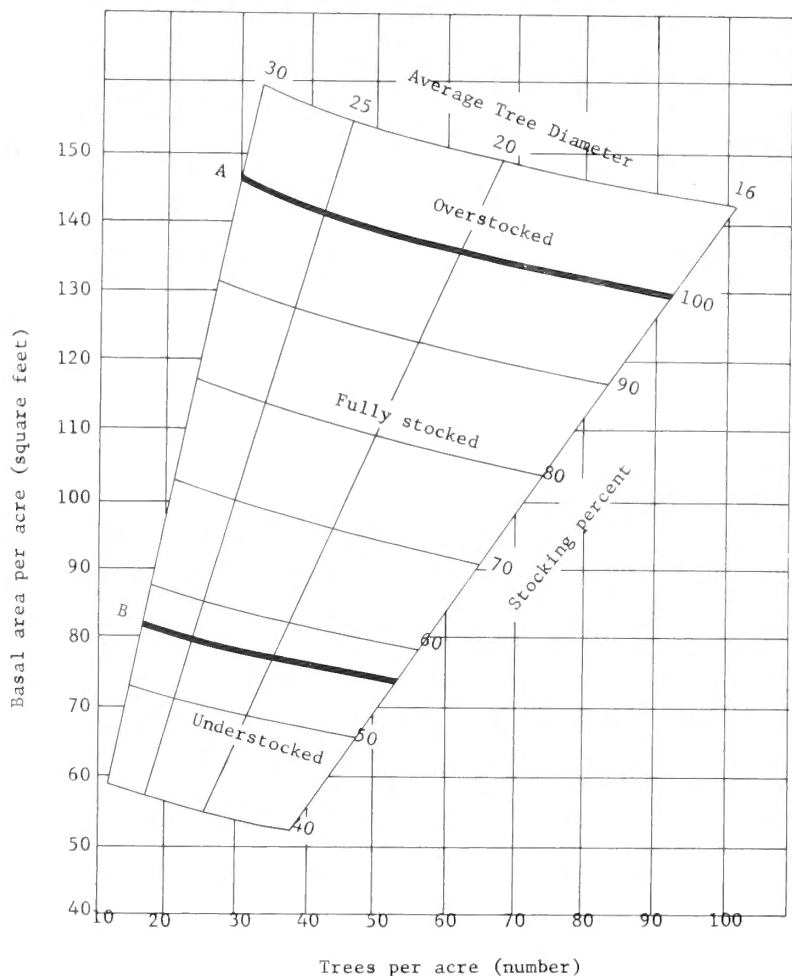 30
Average Tree Diameter
25
20
16
150
A
Overstocked
140
130
100
120
90
Fully stocked
110
80
100
Stocking percent
70
90
B
60
80
70
Understocked
50
60
40
50
40
10 20 30 40 50 60 70 80 90 100
Basal area per acre (square feet)
Trees per acre (number)